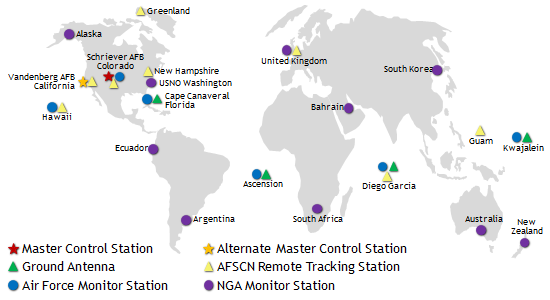 Greenland
Alaska
Schriever AFB
Colorado
Vandenberg AFB
California
New Hampshire
USNO Washington
Cape Canaveral
Florida
Hawaii
United Kingdom
South Korea
Bahrain
Guam
Kwajalein
Ecuador
Ascension
Diego Garcia
Argentina
South Africa
Australia
New
Zealand
Master Control Station
Alternate Master Control Station
Ground Antenna
AFSCN Remote Tracking Station
Air Force Monitor Station
NGA Monitor Station